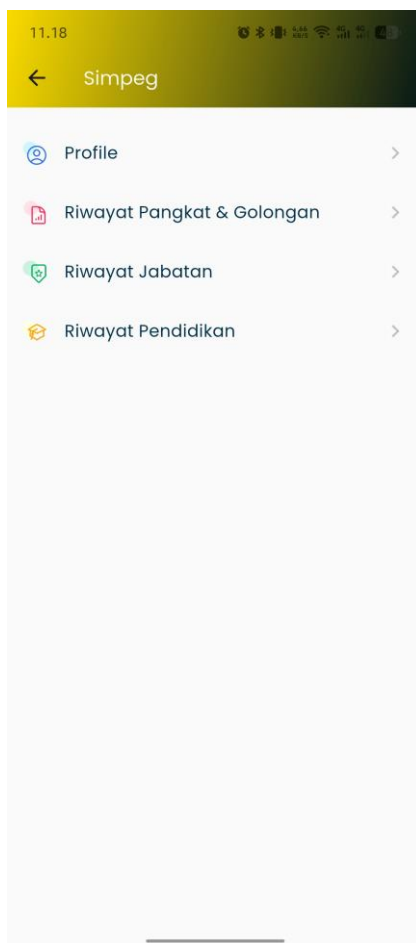 11.18
Simpeg
Profile
Riwayat Pangkat & Golongan
Riwayat Jabatan
Riwayat Pendidikan